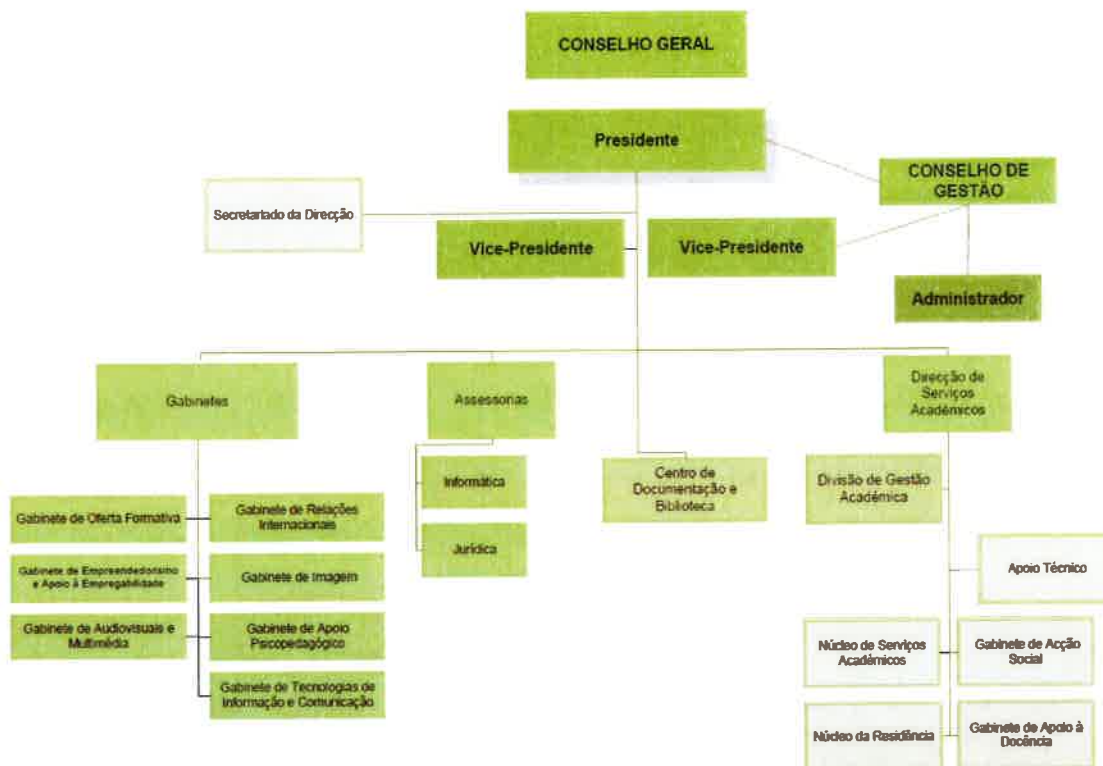 CONSELHO GERAL
Presidente
CONSELHO DE
GESTÃO
Secretariado da Direcção
Vice-Presidente
Vice-Presidente
Administrador
Gabinetes
Assessorias
Direcção de
Serviços
Académicos
Informática
Jurídica
Centro de
Documentação e
Biblioteca
Divisão de Gestão
Académica
Gabinete de Oferta Formativa
Gabinete de Relações
Internacionais
Gabinete de Empreendedorismo
e Apoio à Empregabilidade
Gabinete de Imagem
Gabinete de Audiovisuais e
Multimédia
Gabinete de Apoio
Psicopedagógico
Gabinete de Tecnologias de
Informação e Comunicação
Apoio Técnico
Núcleo de Serviços
Académicos
Gabinete de Acção
Social
Núcleo da Residência
Gabinete de Apoio à
Docência